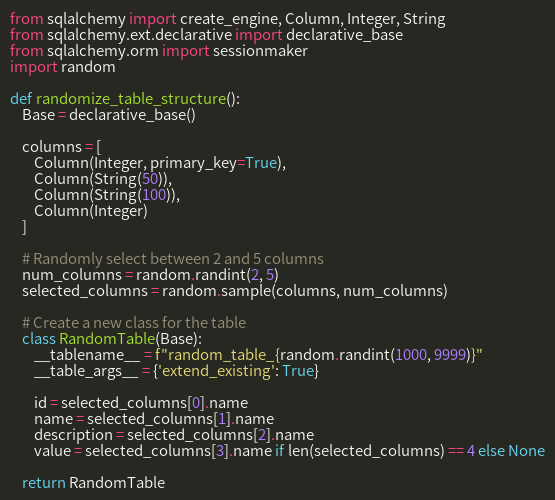 from sqlalchemy import create_engine, Column, Integer, String
from sqlalchemy.ext.declarative import declarative_base
from sqlalchemy.orm import sessionmaker
import random

def randomize_table_structure():
    Base = declarative_base()

    columns = [
        Column(Integer, primary_key=True),
        Column(String(50)),
        Column(String(100)),
        Column(Integer)
    ]

    # Randomly select between 2 and 5 columns
    num_columns = random.randint(2, 5)
    selected_columns = random.sample(columns, num_columns)

    # Create a new class for the table
    class RandomTable(Base):
        __tablename__ = f"random_table_{random.randint(1000, 9999)}"
        __table_args__ = {'extend_existing': True}

        id = selected_columns[0].name
        name = selected_columns[1].name
        description = selected_columns[2].name
        value = selected_columns[3].name if len(selected_columns) == 4 else None

    return RandomTable